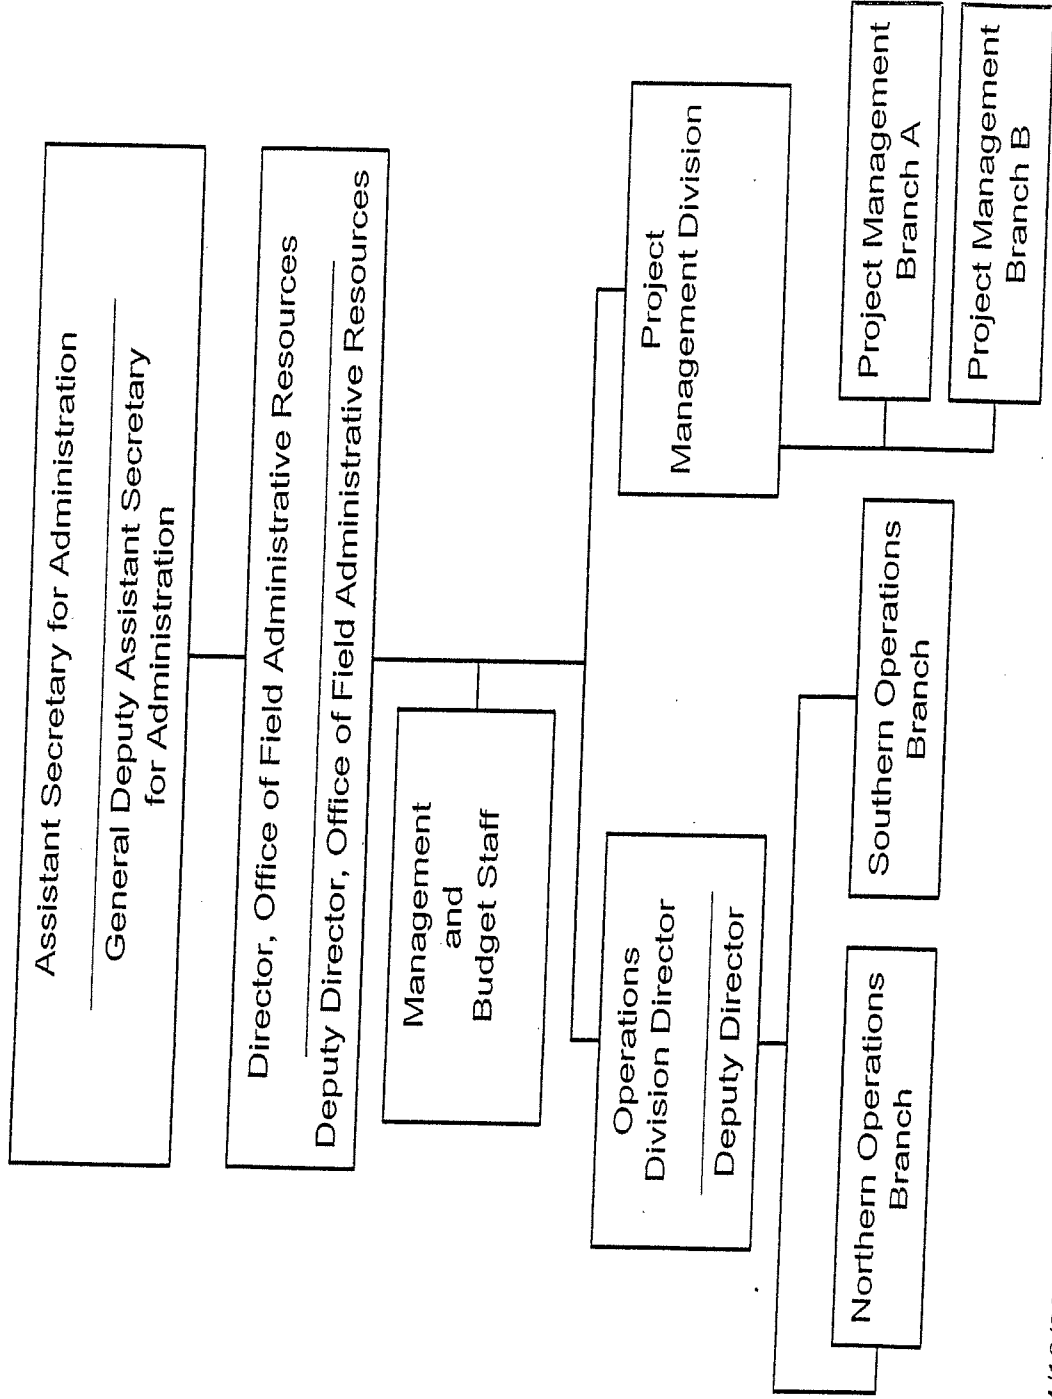 Assistant Secretary for Administration
General Deputy Assistant Secretary
for Administration
Director, Office of Field Administrative Resources
Deputy Director, Office of Field Administrative Resources
Management
and
Budget Staff
Operations
Division Director
Deputy Director
Project
Management Division
Northern Operations
Branch
Southern Operations
Branch
Project Management
Branch A
Project Management
Branch B